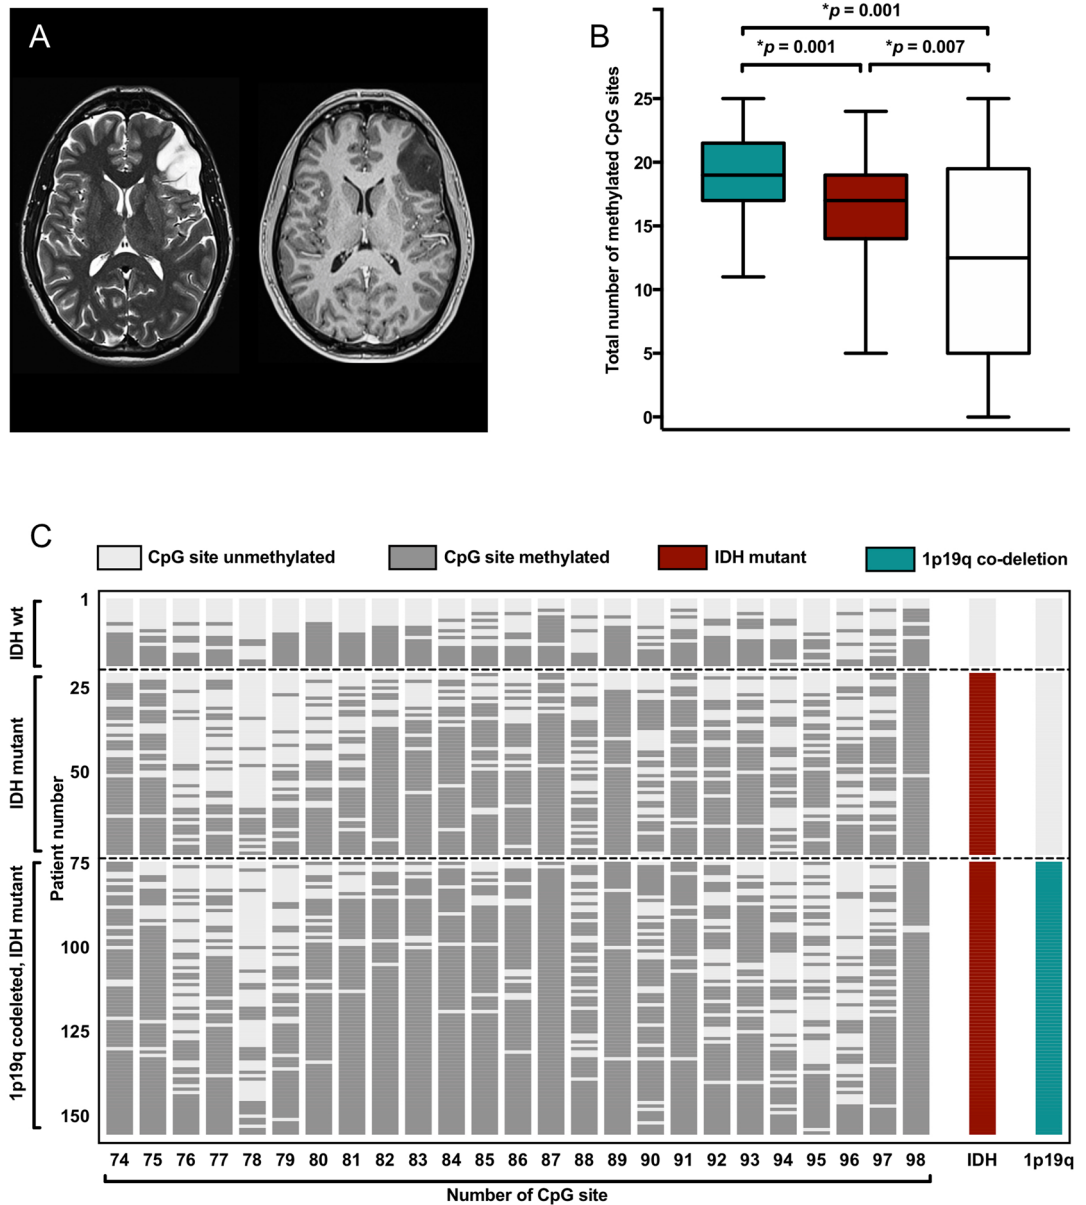 A
B
*p = 0.001
*p = 0.001
*p = 0.007
Total number of methylated CpG sites
25
20
15
10
5
0
C
CpG site unmethylated
CpG site methylated
IDH mutant
1p19q co-deletion
IDH wt
IDH mutant
1p19q codeleted, IDH mutant
Patient number
1
25
50
75
100
125
150
74 75 76 77 78 79 80 81 82 83 84 85 86 87 88 89 90 91 92 93 94 95 96 97 98 IDH 1p19q
Number of CpG site